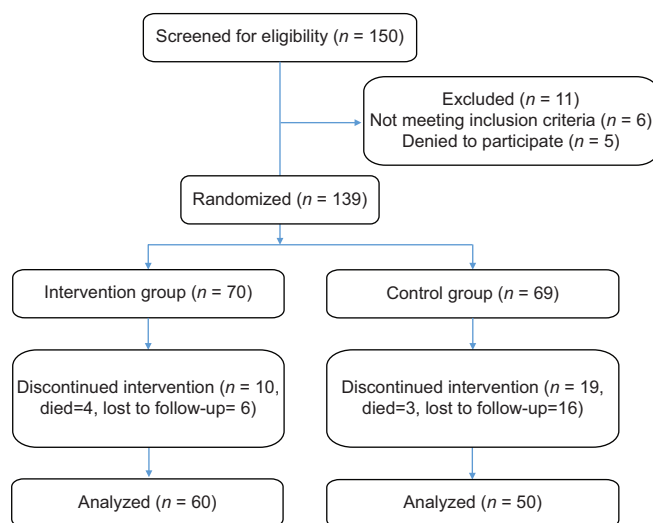 Screened for eligibility (n = 150)
Excluded (n = 11)
Not meeting inclusion criteria (n = 6)
Denied to participate (n = 5)
Randomized (n = 139)
Intervention group (n = 70)
Control group (n = 69)
Discontinued intervention (n = 10,
died=4, lost to follow-up= 6)
Discontinued intervention (n = 19,
died=3, lost to follow-up=16)
Analyzed (n = 60)
Analyzed (n = 50)